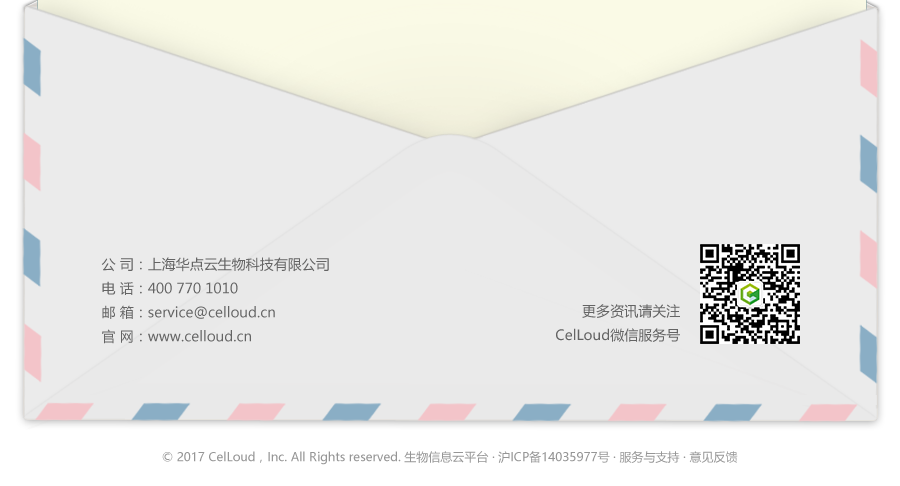 公 司：上海华点云生物科技有限公司
电 话：400 770 1010
邮 箱：service@celloud.cn
官 网：www.celloud.cn
更多资讯请关注
CelLoud微信服务号
© 2017 CelLoud，Inc. All Rights reserved. 生物信息云平台 · 沪ICP备14035977号 · 服务与支持 · 意见反馈